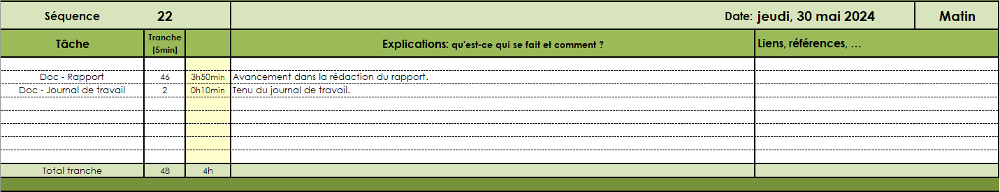 Séquence 22 Date: jeudi, 30 mai 2024 Matin
Tâche Tranche [5min] Explications: qu'est-ce qui se fait et comment ? Liens, références, ...
Doc - Rapport 46 3h50min Avancement dans la rédaction du rapport.
Doc - Journal de travail 2 0h10min Tenu du journal de travail.
Total tranche 48 4h